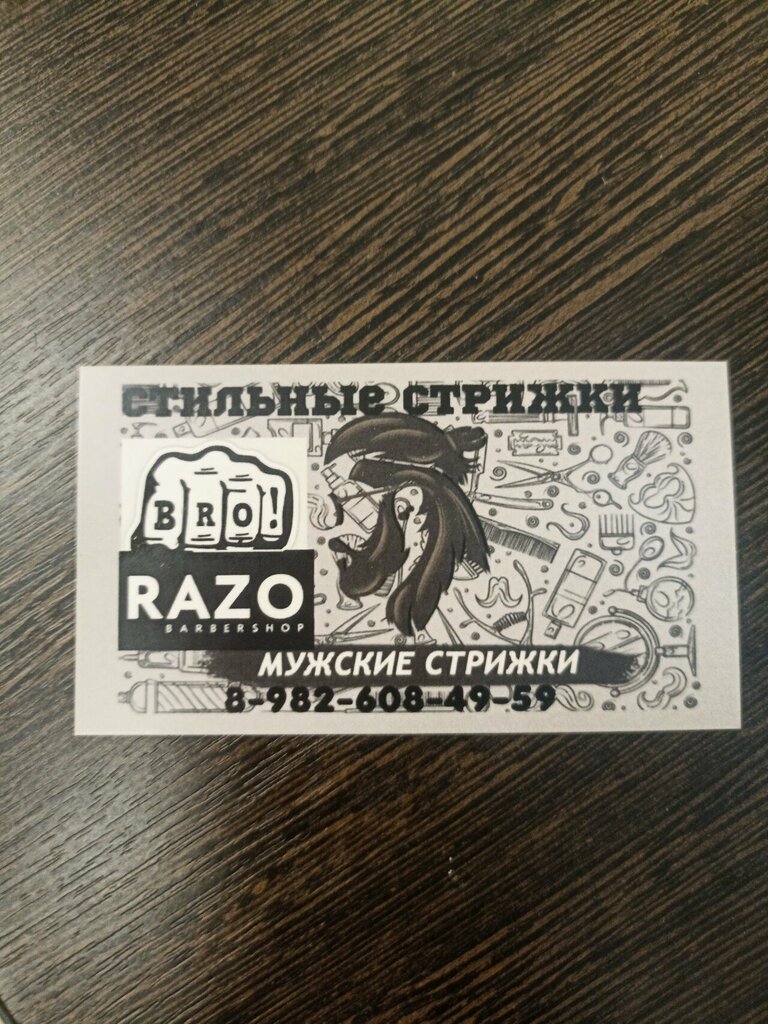 стильные стрижки
BRO!
RAZO
BARBERSHOP
МУЖСКИЕ СТРИЖКИ
8-982-608-49-59